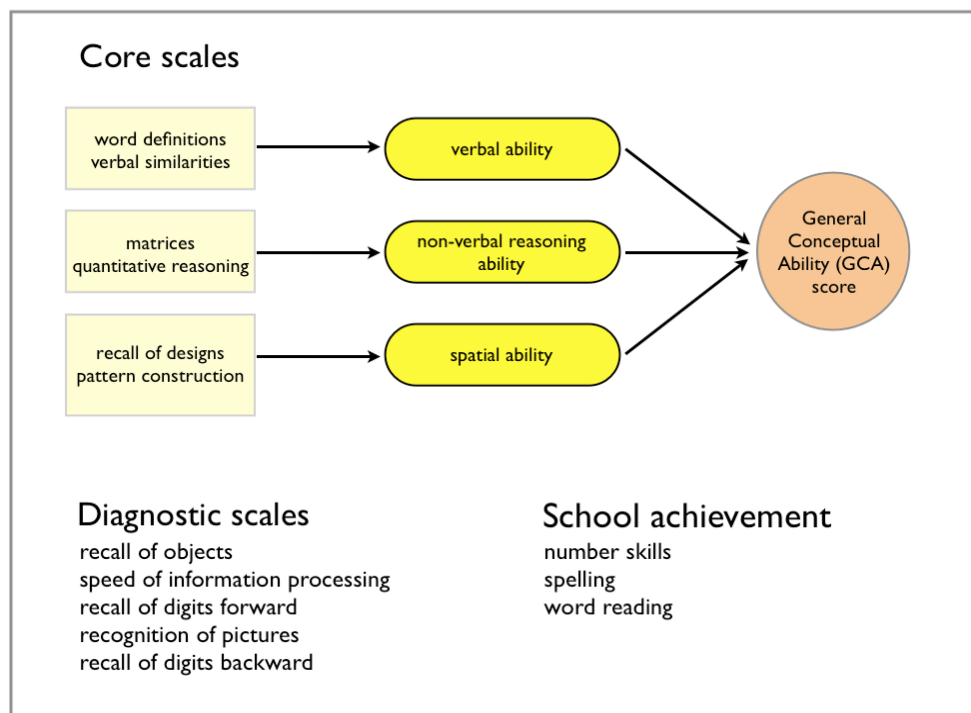 Core scales
word definitions
verbal similarities
verbal ability
matrices
quantitative reasoning
non-verbal reasoning
ability
recall of designs
pattern construction
spatial ability
General
Conceptual
Ability (GCA)
score
Diagnostic scales
recall of objects
speed of information processing
recall of digits forward
recognition of pictures
recall of digits backward
School achievement
number skills
spelling
word reading